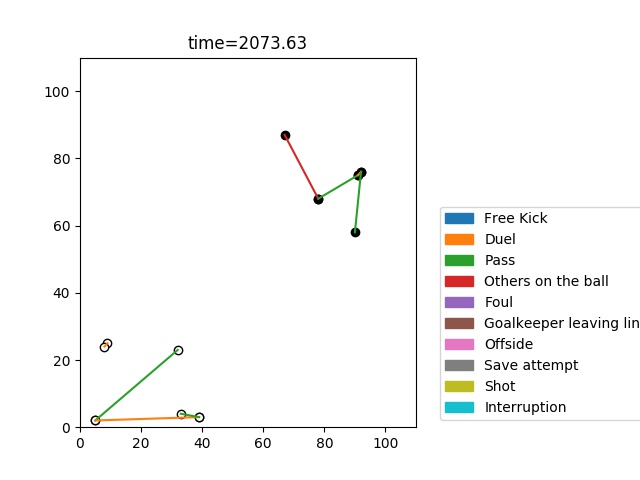 time=2073.63
100
80
60
40
20
0
0 20 40 60 80 100
Free Kick
Duel
Pass
Others on the ball
Foul
Goalkeeper leaving lin
Offside
Save attempt
Shot
Interruption